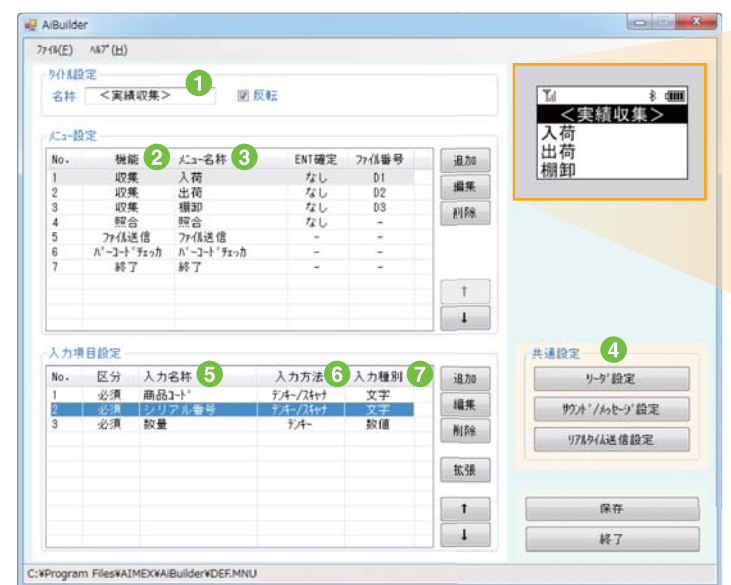 AiBuilder
ﾌｧｲﾙ(E) ﾍﾙﾌﾟ(H)
ﾀｲﾄﾙ設定
1
名称 <実績収集> 反転
ﾒﾆｭｰ設定
No. 機能 2 ﾒﾆｭｰ名称 3 ENT確定 ﾌｧｲﾙ番号
1 収集 入荷 なし D1
2 収集 出荷 なし D2
3 収集 棚卸 なし D3
4 照合 照合 なし -
5 ﾌｧｲﾙ送信 ﾌｧｲﾙ送信 - -
6 ﾊﾞｰｺｰﾄﾞﾁｪｯｶ ﾊﾞｰｺｰﾄﾞﾁｪｯｶ - -
7 終了 終了 - -
追加
編集
削除
↑
↓
入力項目設定
No. 区分 入力名称 5 入力方法 6 入力種別 7
1 必須 商品ｺｰﾄﾞ ﾃﾝｷｰ/ｽｷｬﾅ 文字
2 必須 シリアル番号 ﾃﾝｷｰ/ｽｷｬﾅ 文字
3 必須 数量 ﾃﾝｷｰ 数値
追加
編集
削除
拡張
↑
↓
<実績収集>
入荷
出荷
棚卸
共通設定 4
ﾘｰﾀﾞ設定
ｻｳﾝﾄﾞ/ﾒｯｾｰｼﾞ設定
ﾘｱﾙﾀｲﾑ送信設定
保存
終了
C:¥Program Files¥AIMEX¥AiBuilder¥DEF.MNU